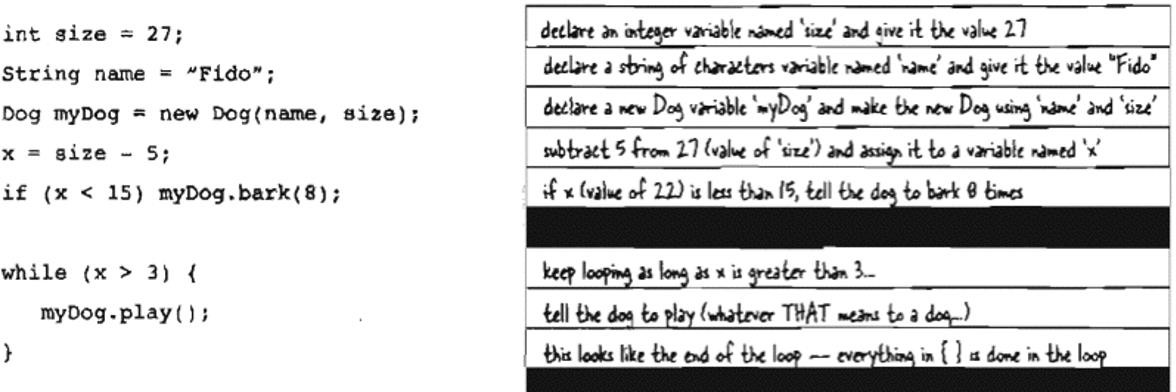 int size = 27;
declare an integer variable named 'size' and give it the value 27
String name = "Fido";
declare a string of characters variable named 'name' and give it the value "Fido"
Dog myDog = new Dog(name, size);
declare a new Dog variable 'myDog' and make the new Dog using 'name' and 'size'
x = size - 5;
subtract 5 from 27 (value of 'size') and assign it to a variable named 'x'
if (x < 15) myDog.bark(8);
if x (value of 22) is less than 15, tell the dog to bark 8 times
while (x > 3) {
keep looping as long as x is greater than 3...
myDog.play();
tell the dog to play (whatever THAT means to a dog...)
}
this looks like the end of the loop -- everything in { } is done in the loop